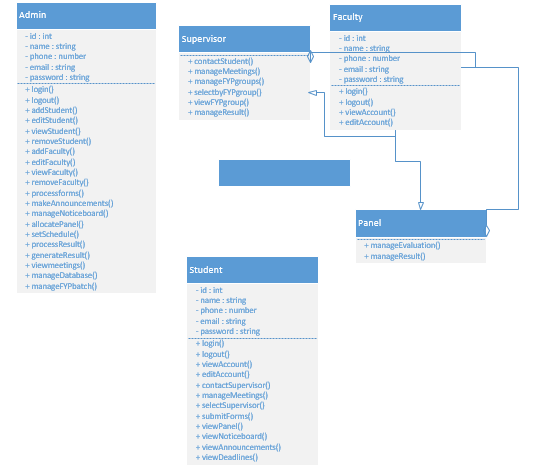 Admin
- id : int
- name : string
- phone : number
- email : string
- password : string
+ login()
+ logout()
+ addStudent()
+ editStudent()
+ viewStudent()
+ removeStudent()
+ addFaculty()
+ editFaculty()
+ viewFaculty()
+ removeFaculty()
+ processforms()
+ makeAnnouncements()
+ manageNoticeboard()
+ allocatePanel()
+ setSchedule()
+ processResult()
+ generateResult()
+ viewmeetings()
+ manageDatabase()
+ manageFYPbatch()
Supervisor
+ contactStudent()
+ manageMeetings()
+ manageFYPgroups()
+ selectbyFYPgroup()
+ viewFYPgroup()
+ manageResult()
Faculty
- id : int
- name : string
- phone : number
- email : string
- password : string
+ login()
+ logout()
+ viewAccount()
+ editAccount()
Panel
+ manageEvaluation()
+ manageResult()
Student
- id : int
- name : string
- phone : number
- email : string
- password : string
+ login()
+ logout()
+ viewAccount()
+ editAccount()
+ contactSupervisor()
+ manageMeetings()
+ selectSupervisor()
+ submitForms()
+ viewPanel()
+ viewNoticeboard()
+ viewAnnouncements()
+ viewDeadlines()